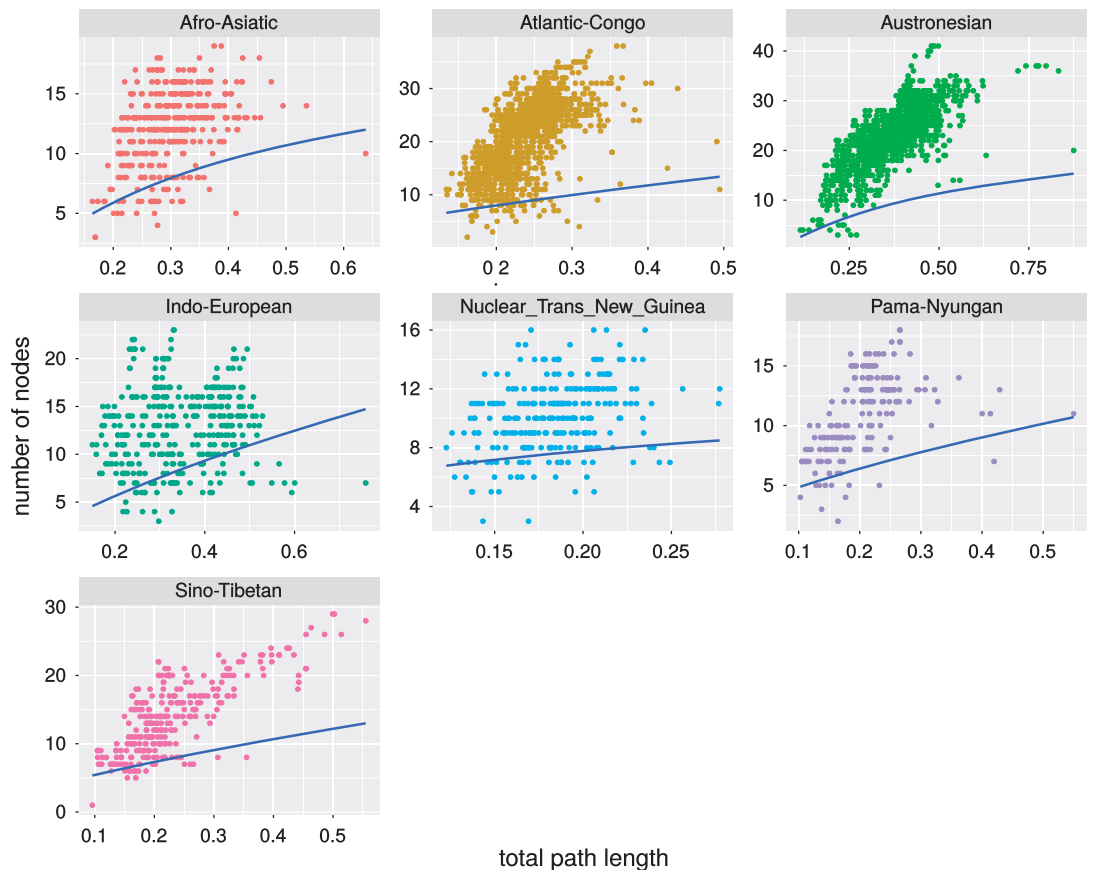 Afro-Asiatic Atlantic-Congo Austronesian
15 10 5 30 20 10 40 30 20 10
0.2 0.3 0.4 0.5 0.6 0.2 0.3 0.4 0.5 0.25 0.50 0.75
Indo-European Nuclear_Trans_New_Guinea Pama-Nyungan
number of nodes
20 15 10 5 16 12 8 4 15 10 5
0.2 0.4 0.6 0.15 0.20 0.25 0.1 0.2 0.3 0.4 0.5
Sino-Tibetan
30
20
10
0
0.1 0.2 0.3 0.4 0.5
total path length